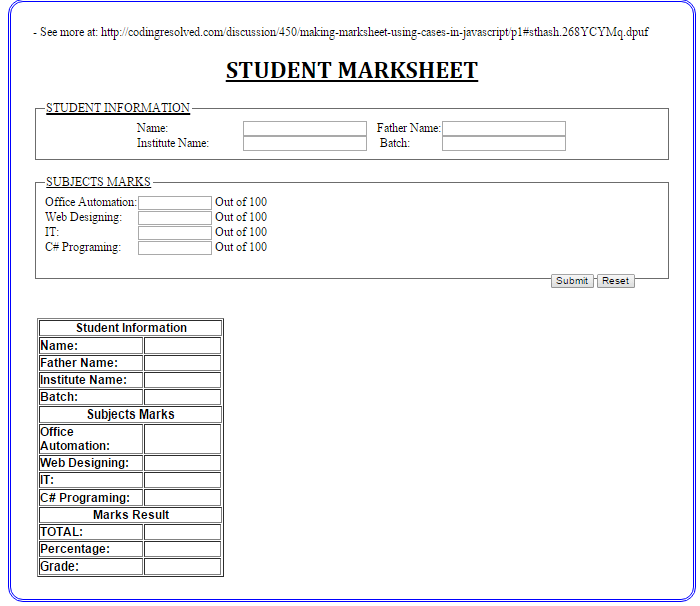 - See more at: http://codingresolved.com/discussion/450/making-marksheet-using-cases-in-javascript/p1#sthash.268YCYMq.dpuf
STUDENT MARKSHEET
STUDENT INFORMATION
Name: Father Name:
Institute Name: Batch:
SUBJECTS MARKS
Office Automation: Out of 100
Web Designing: Out of 100
IT: Out of 100
C# Programing: Out of 100
Submit Reset
Student Information
Name:
Father Name:
Institute Name:
Batch:
Subjects Marks
Office
Automation:
Web Designing:
IT:
C# Programing:
Marks Result
TOTAL:
Percentage:
Grade: